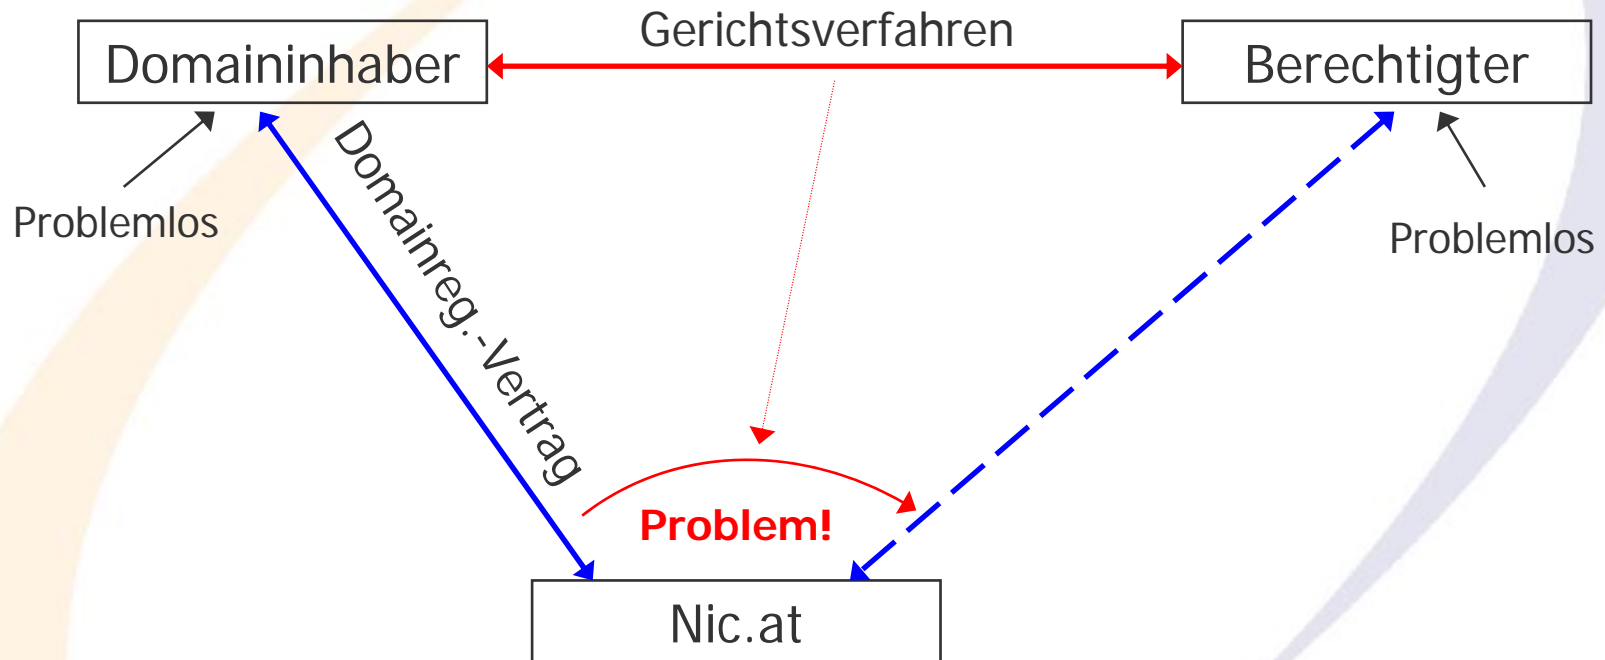 Gerichtsverfahren
Domaininhaber
Berechtigter
Problemlos
Domainreg.-Vertrag
Problemlos
Problem!
Nic.at